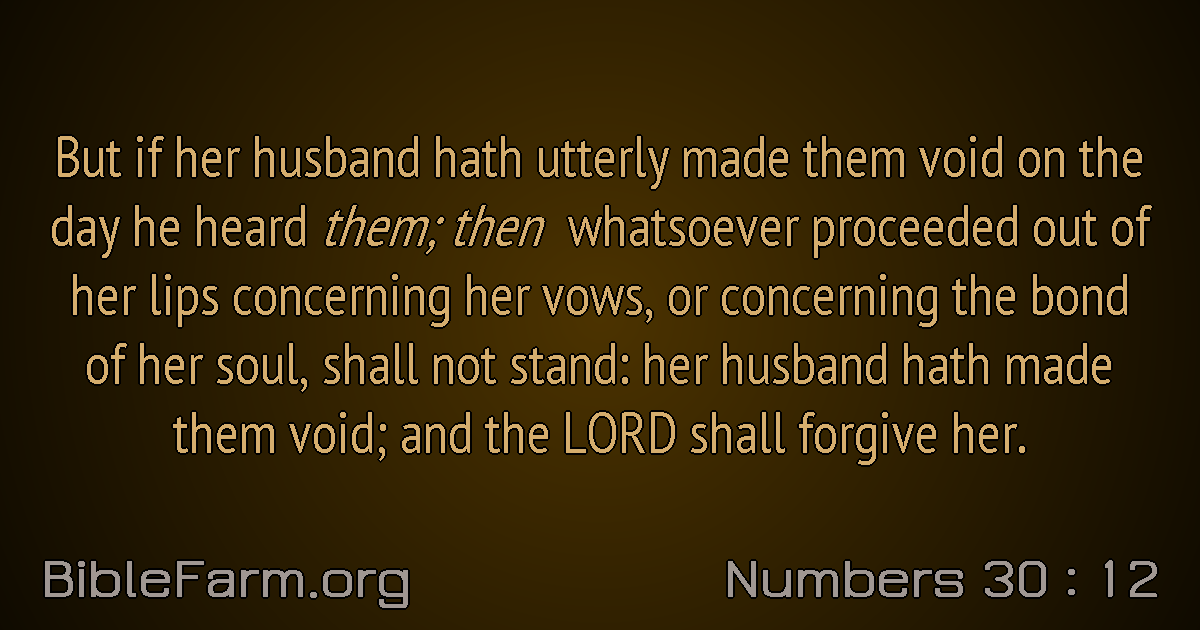 But if her husband hath utterly made them void on the
day he heard them; then whatsoever proceeded out of
her lips concerning her vows, or concerning the bond
of her soul, shall not stand: her husband hath made
them void; and the LORD shall forgive her.
BibleFarm.org
Numbers 30 : 12